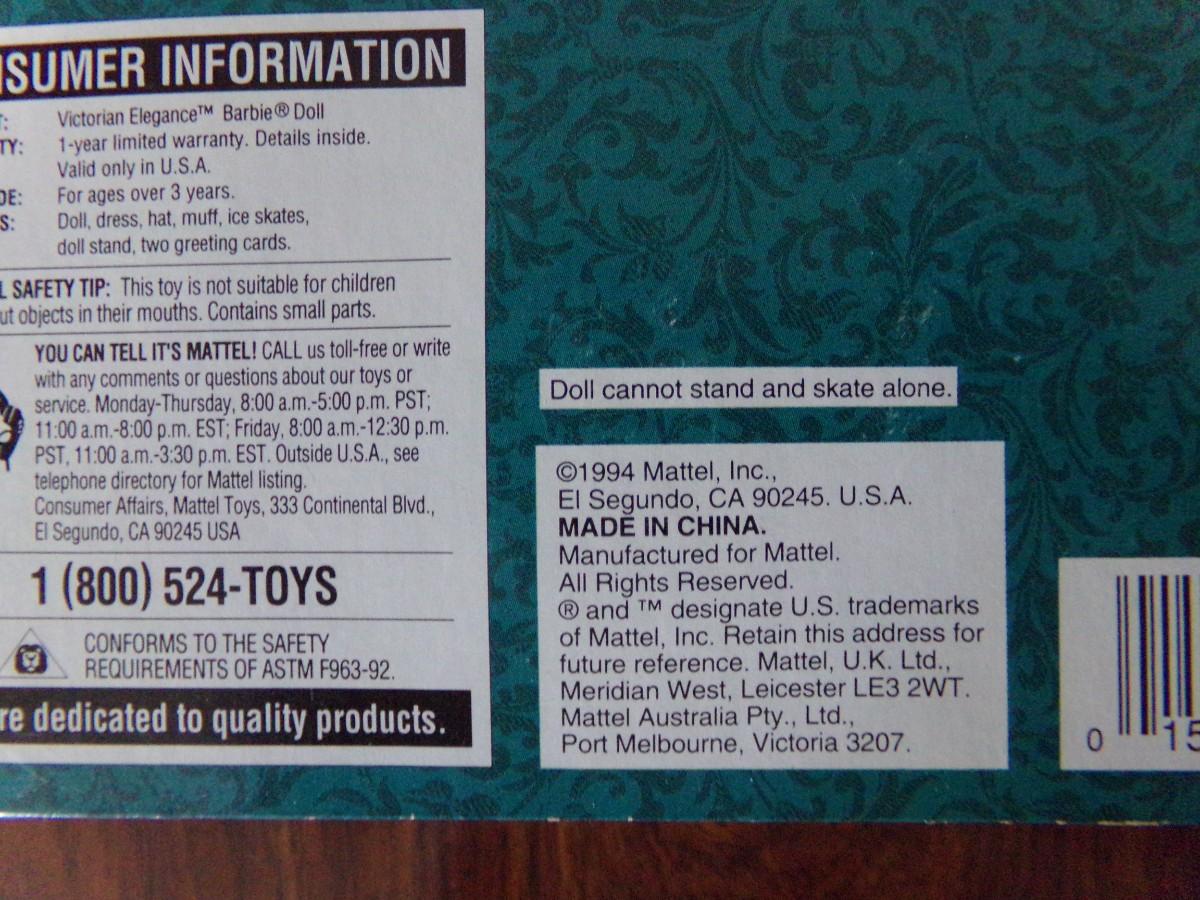 NSUMER INFORMATION
T: Victorian Elegance™ Barbie® Doll
TY: 1-year limited warranty. Details inside.
Valid only in U.S.A.
DE: For ages over 3 years.
S: Doll, dress, hat, muff, ice skates,
doll stand, two greeting cards.
L SAFETY TIP: This toy is not suitable for children
ut objects in their mouths. Contains small parts.
YOU CAN TELL IT'S MATTEL! CALL us toll-free or write
with any comments or questions about our toys or
service. Monday-Thursday, 8:00 a.m.-5:00 p.m. PST;
11:00 a.m.-8:00 p.m. EST; Friday, 8:00 a.m.-12:30 p.m.
PST, 11:00 a.m.-3:30 p.m. EST. Outside U.S.A., see
telephone directory for Mattel listing.
Consumer Affairs, Mattel Toys, 333 Continental Blvd.,
El Segundo, CA 90245 USA
1 (800) 524-TOYS
CONFORMS TO THE SAFETY
REQUIREMENTS OF ASTM F963-92.
re dedicated to quality products.
Doll cannot stand and skate alone.
©1994 Mattel, Inc.,
El Segundo, CA 90245. U.S.A.
MADE IN CHINA.
Manufactured for Mattel.
All Rights Reserved.
® and ™ designate U.S. trademarks
of Mattel, Inc. Retain this address for
future reference. Mattel, U.K. Ltd.,
Meridian West, Leicester LE3 2WT.
Mattel Australia Pty., Ltd.,
Port Melbourne, Victoria 3207.
0 15